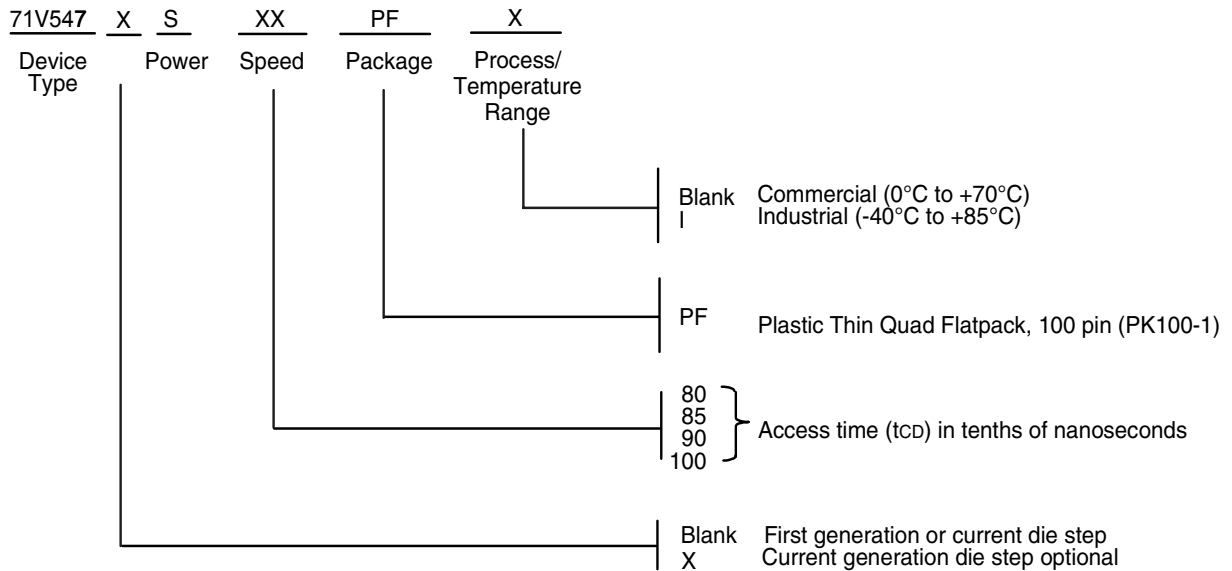 71V547 X S XX PF X
Device Type
Power
Speed
Package
Process/
Temperature
Range
Blank Commercial (0°C to +70°C)
I Industrial (-40°C to +85°C)
PF Plastic Thin Quad Flatpack, 100 pin (PK100-1)
80
85
90
100
Access time (tCD) in tenths of nanoseconds
Blank First generation or current die step
X Current generation die step optional